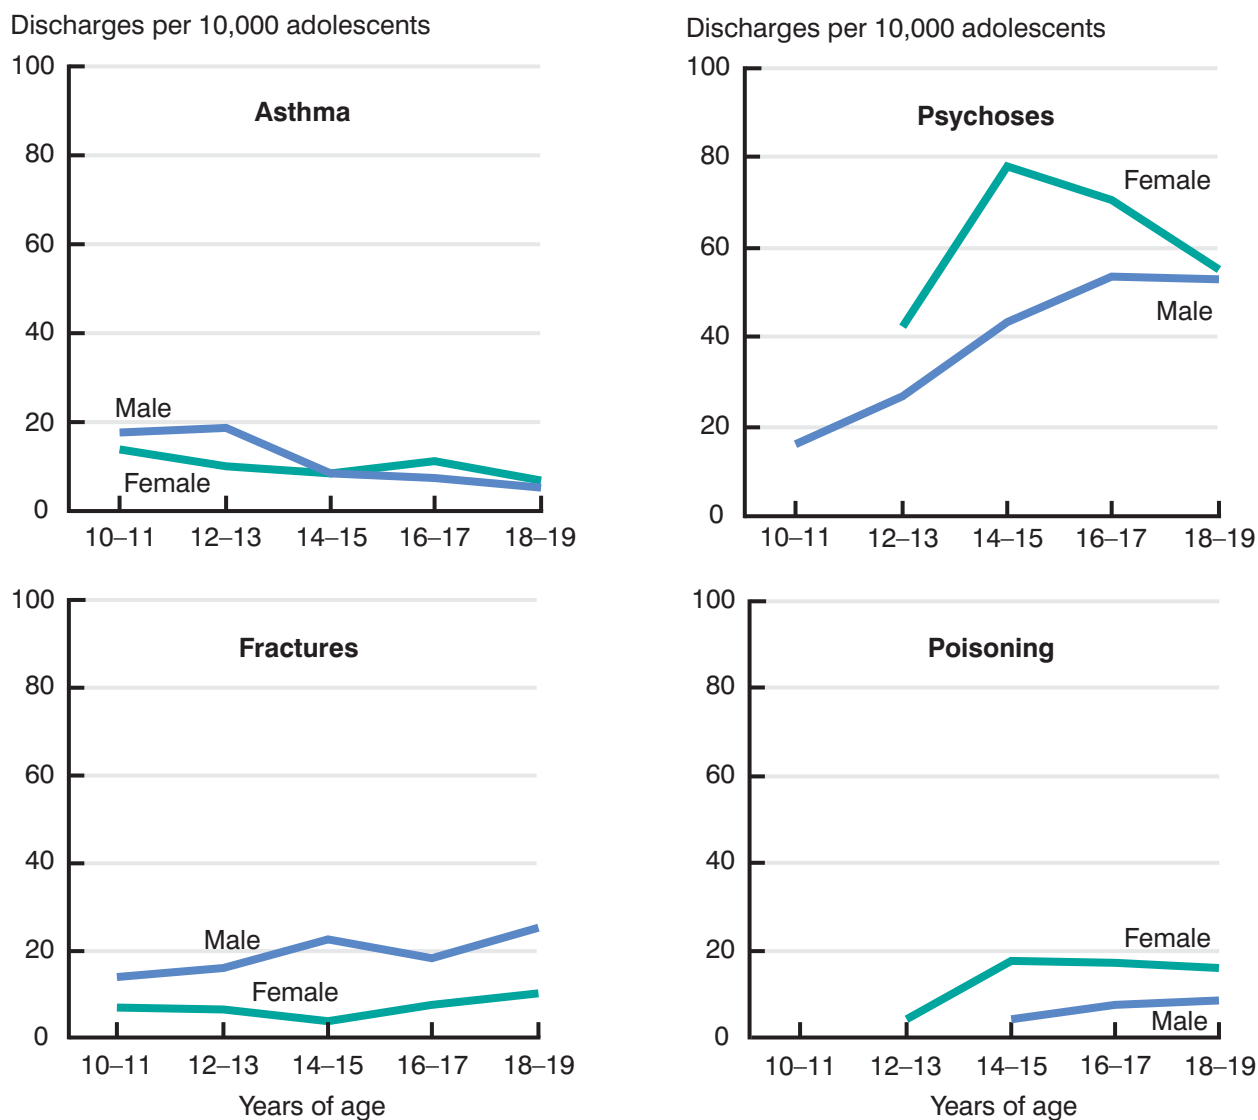 Discharges per 10,000 adolescents
100
Asthma
80
60
40
Male
20
Female
0
10–11 12–13 14–15 16–17 18–19
Discharges per 10,000 adolescents
100
Psychoses
80
Female
60
Male
40
20
0
10–11 12–13 14–15 16–17 18–19
100
Fractures
80
60
40
Male
20
Female
0
10–11 12–13 14–15 16–17 18–19
Years of age
100
Poisoning
80
60
40
Female
20
Male
0
10–11 12–13 14–15 16–17 18–19
Years of age